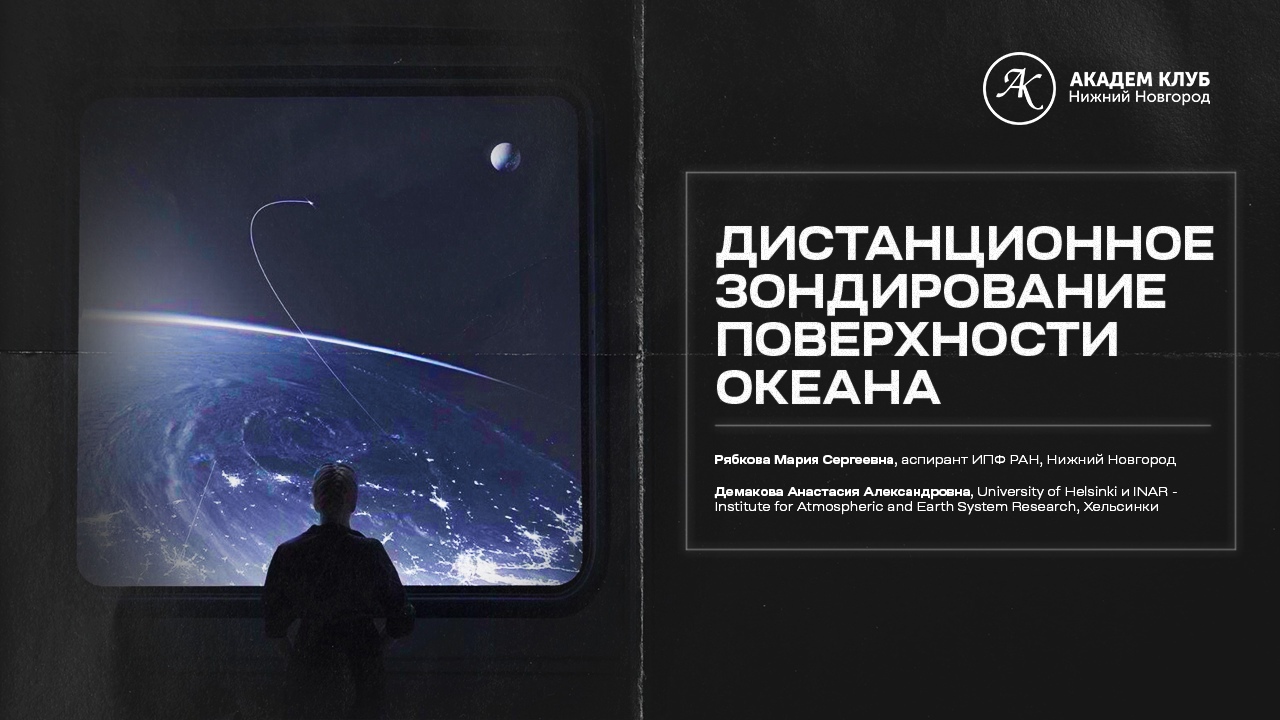 АКАДЕМ КЛУБ
Нижний Новгород
ДИСТАНЦИОННОЕ
ЗОНДИРОВАНИЕ
ПОВЕРХНОСТИ
ОКЕАНА
Рябкова Мария Сергеевна, аспирант ИПФ РАН, Нижний Новгород
Демакова Анастасия Александровна, University of Helsinki и INAR -
Institute for Atmospheric and Earth System Research, Хельсинки